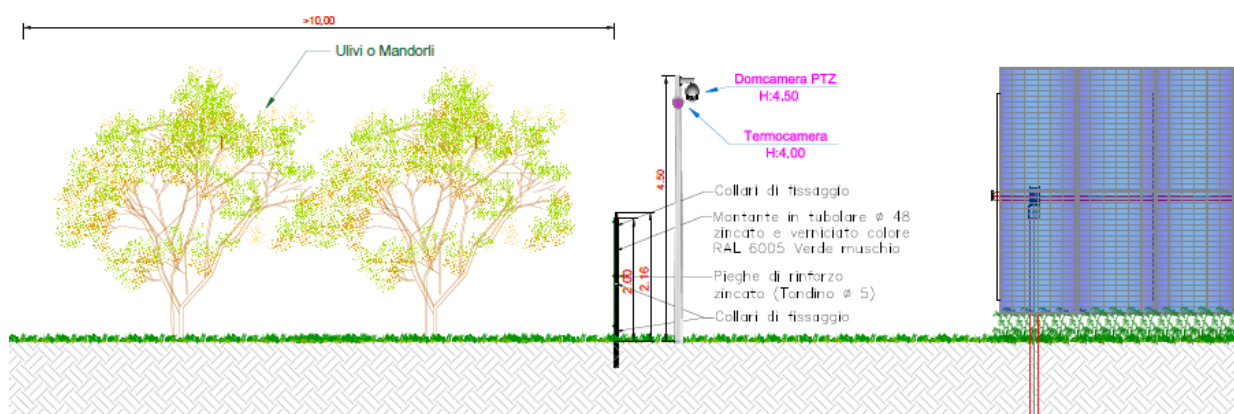 >10,00
Ulivi o Mandorli
Domcamera PTZ
H:4,50
Termocamera
H:4,00
4.50
Collari di fissaggio
Montante in tubolare ø 48
zincato e verniciato colore
RAL 6005 Verde muschio
2.00
2.16
Pieghe di rinforzo
zincato (Tondino ø 5)
Collari di fissaggio